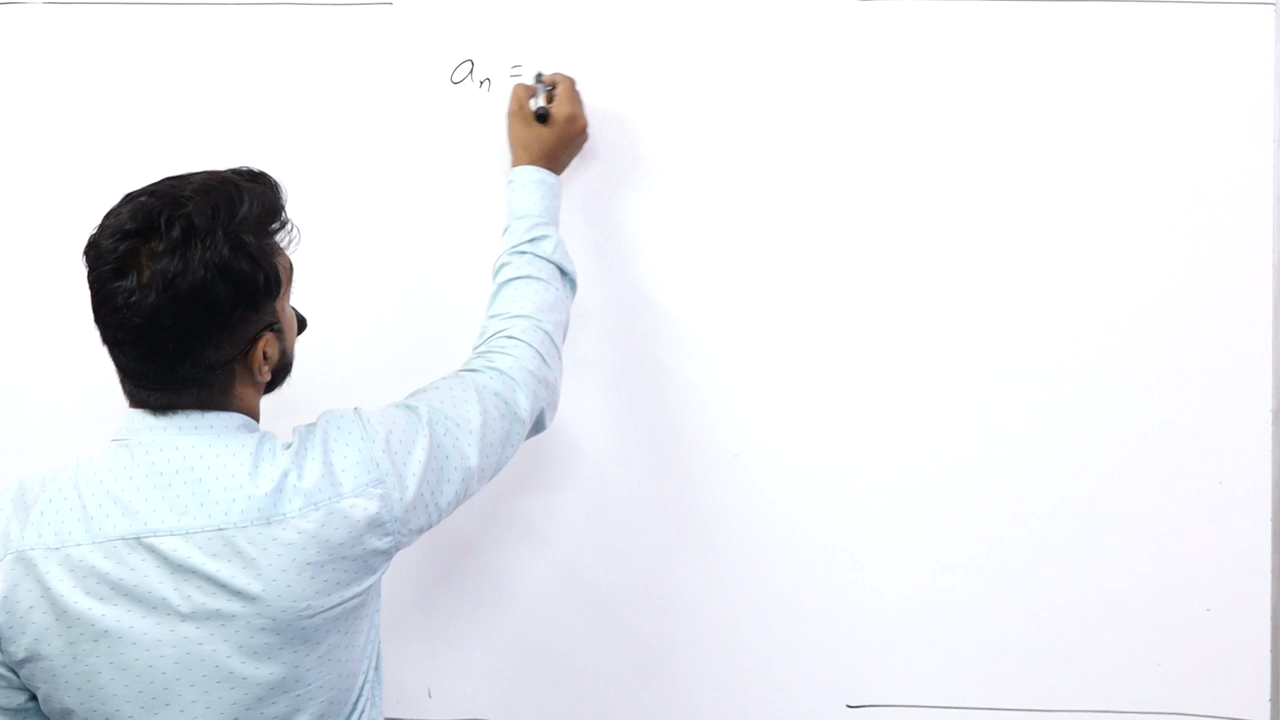 aₙ =